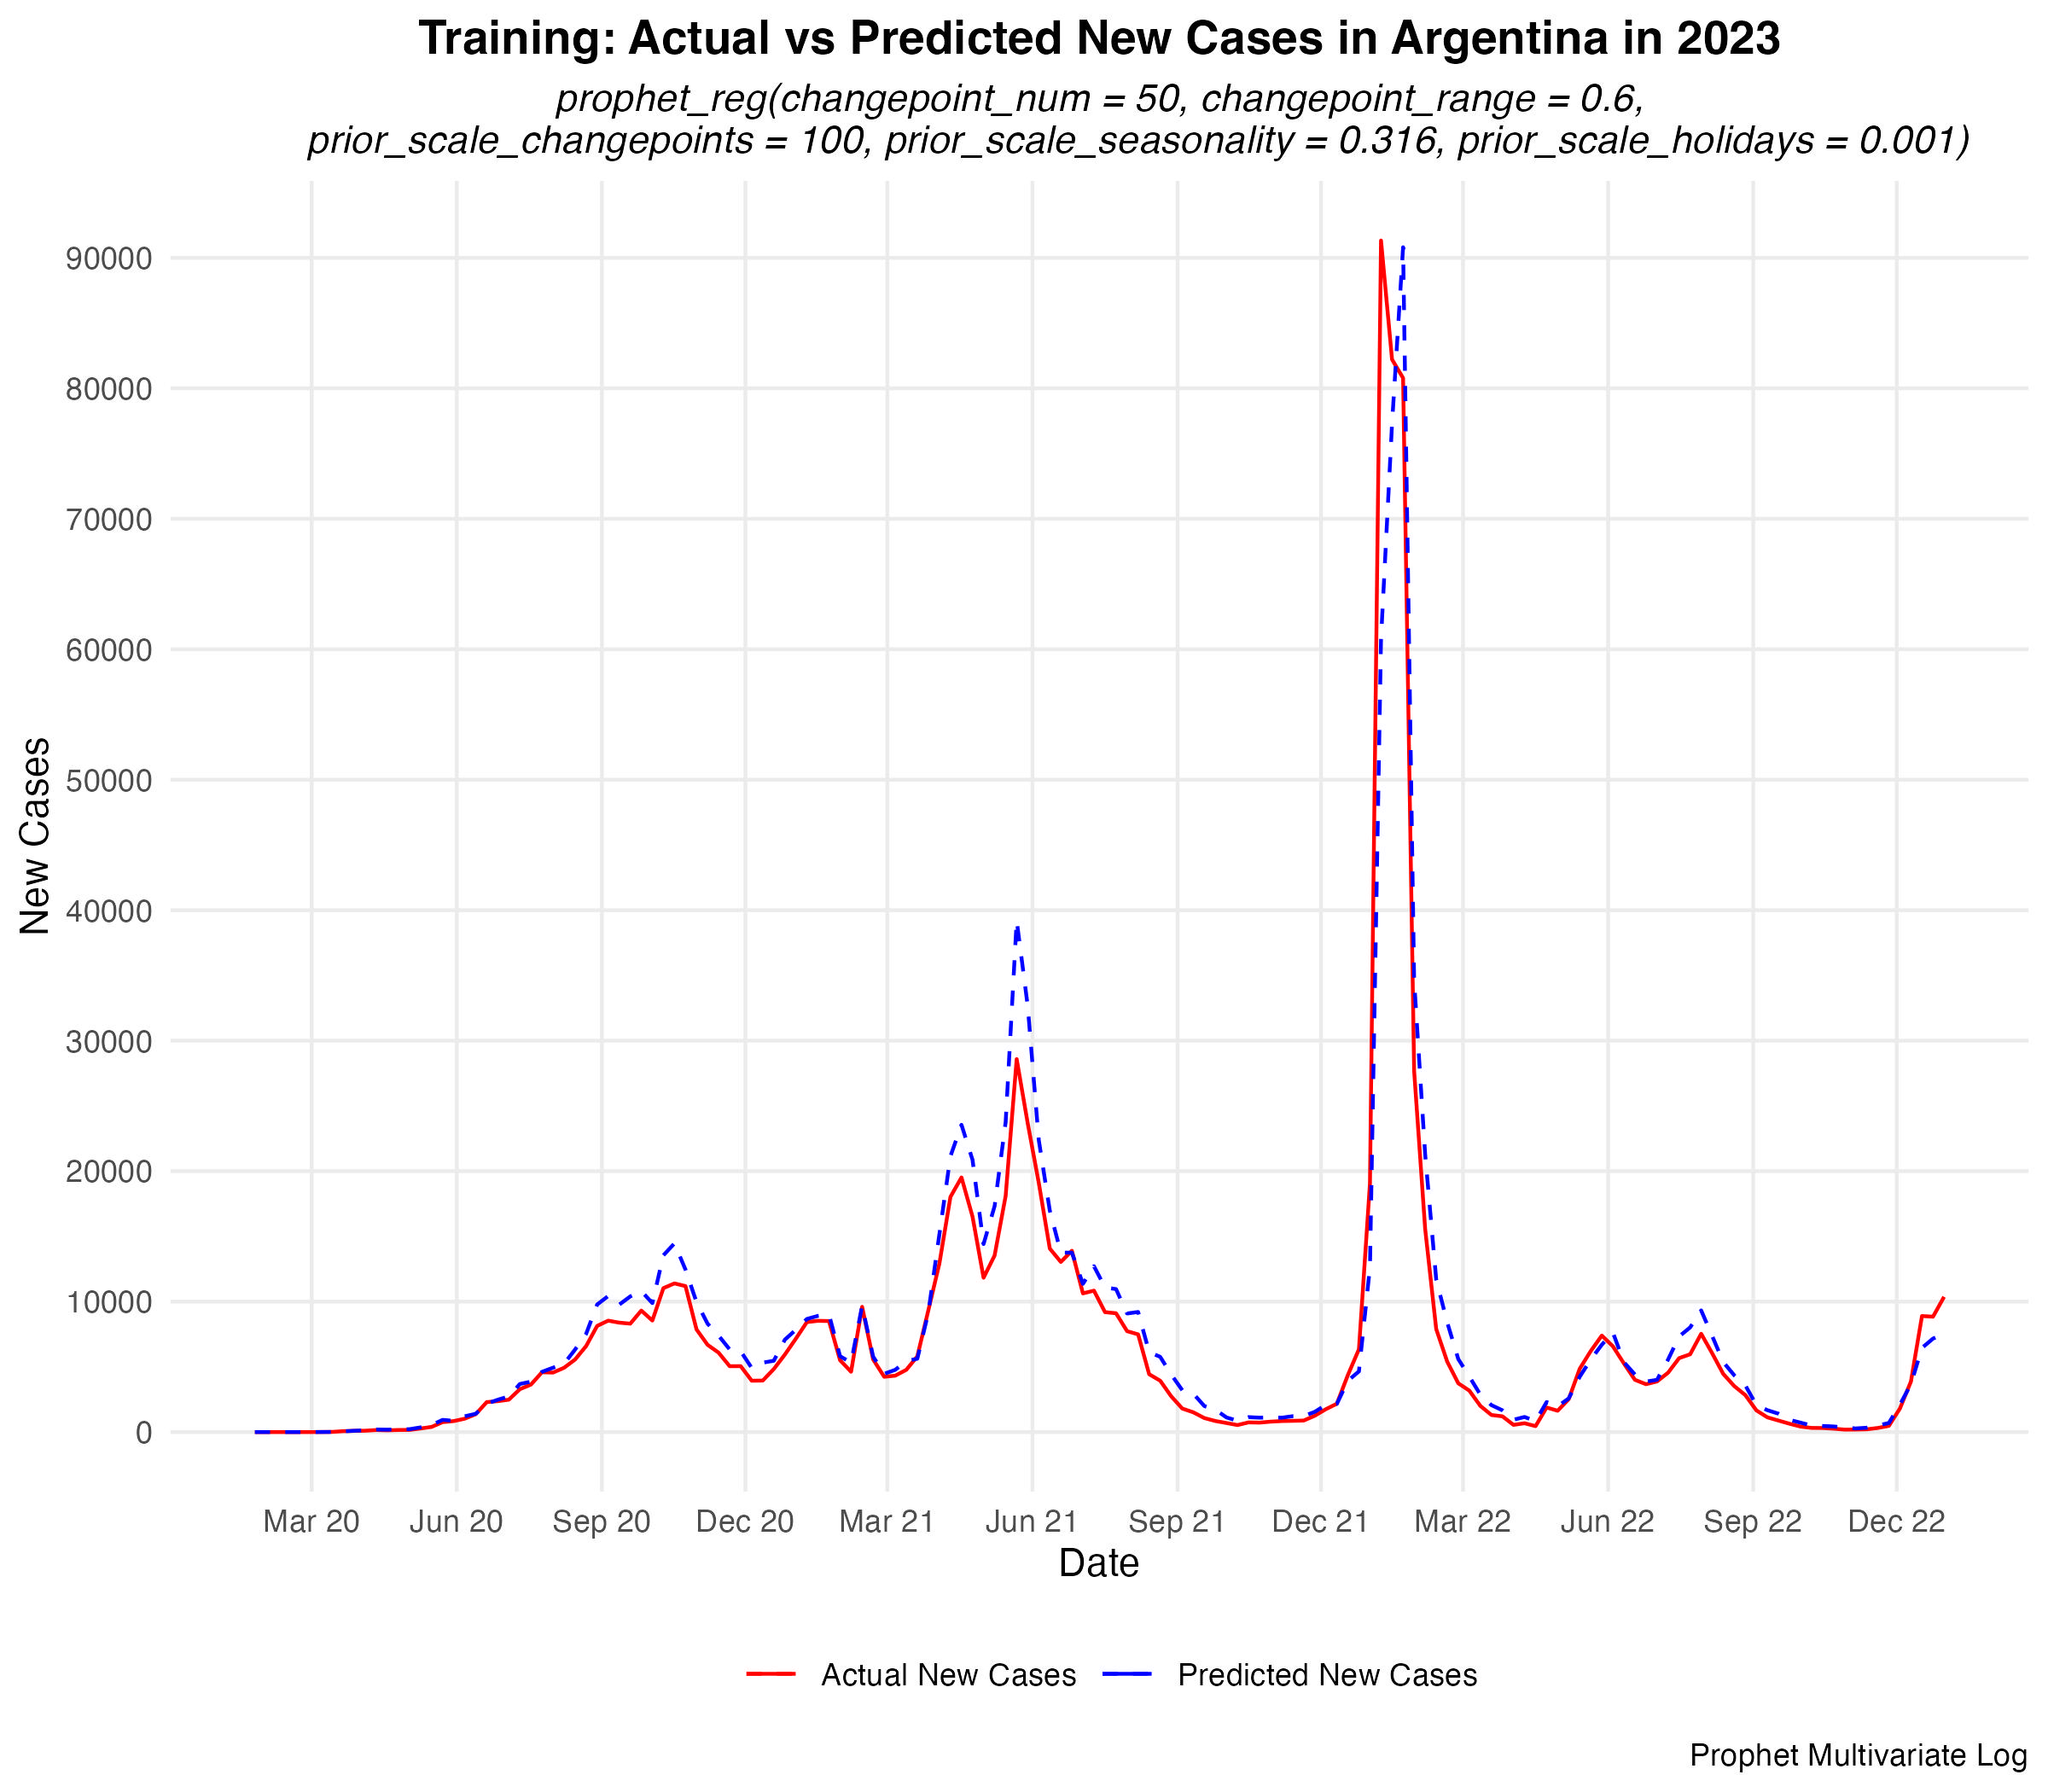 Training: Actual vs Predicted New Cases in Argentina in 2023
prophet_reg(changepoint_num = 50, changepoint_range = 0.6,
prior_scale_changepoints = 100, prior_scale_seasonality = 0.316, prior_scale_holidays = 0.001)
90000
80000
70000
60000
50000
40000
30000
20000
10000
0
New Cases
Mar 20 Jun 20 Sep 20 Dec 20 Mar 21 Jun 21 Sep 21 Dec 21 Mar 22 Jun 22 Sep 22 Dec 22
Date
Actual New Cases Predicted New Cases
Prophet Multivariate Log